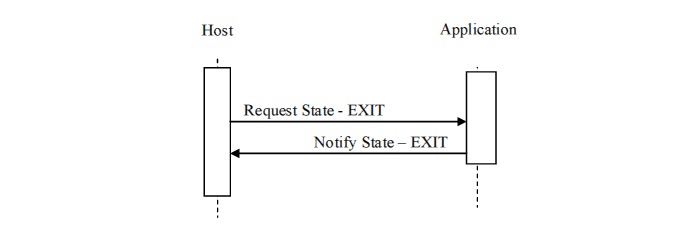 Host
Application
Request State - EXIT
Notify State – EXIT